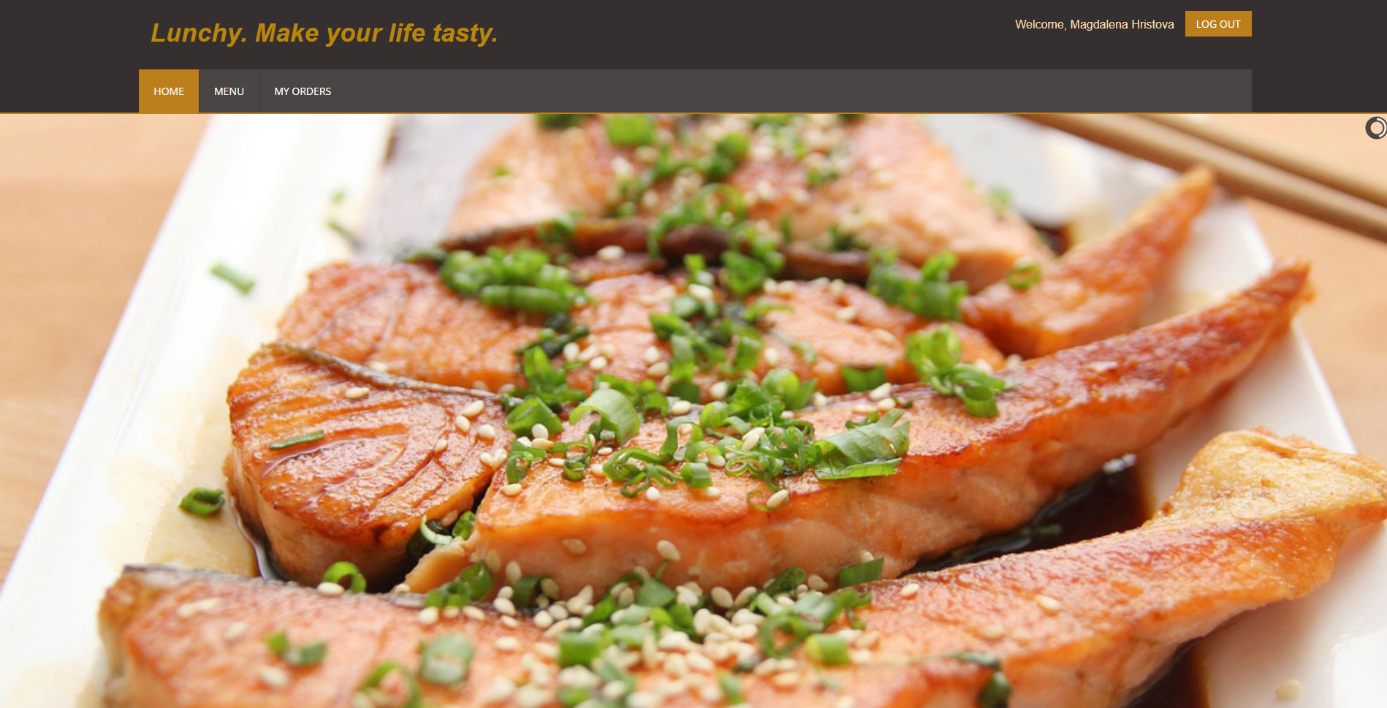 Lunchy. Make your life tasty.
Welcome, Magdalena Hristova
LOG OUT
HOME
MENU
MY ORDERS